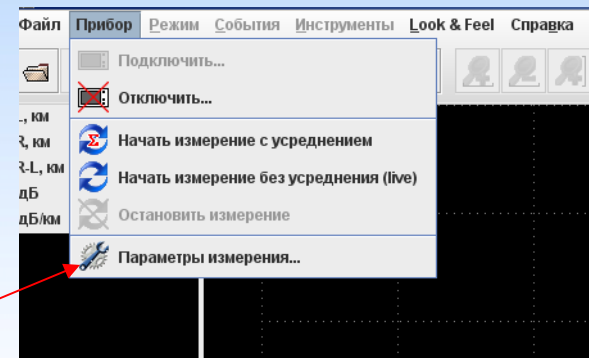 Файл Прибор Режим События Инструменты Look & Feel Справка
Подключить...
Отключить...
L, км
Начать измерение с усреднением
R, км
R-L, км
Начать измерение без усреднения (live)
дБ
дБ/км
Остановить измерение
Параметры измерения...